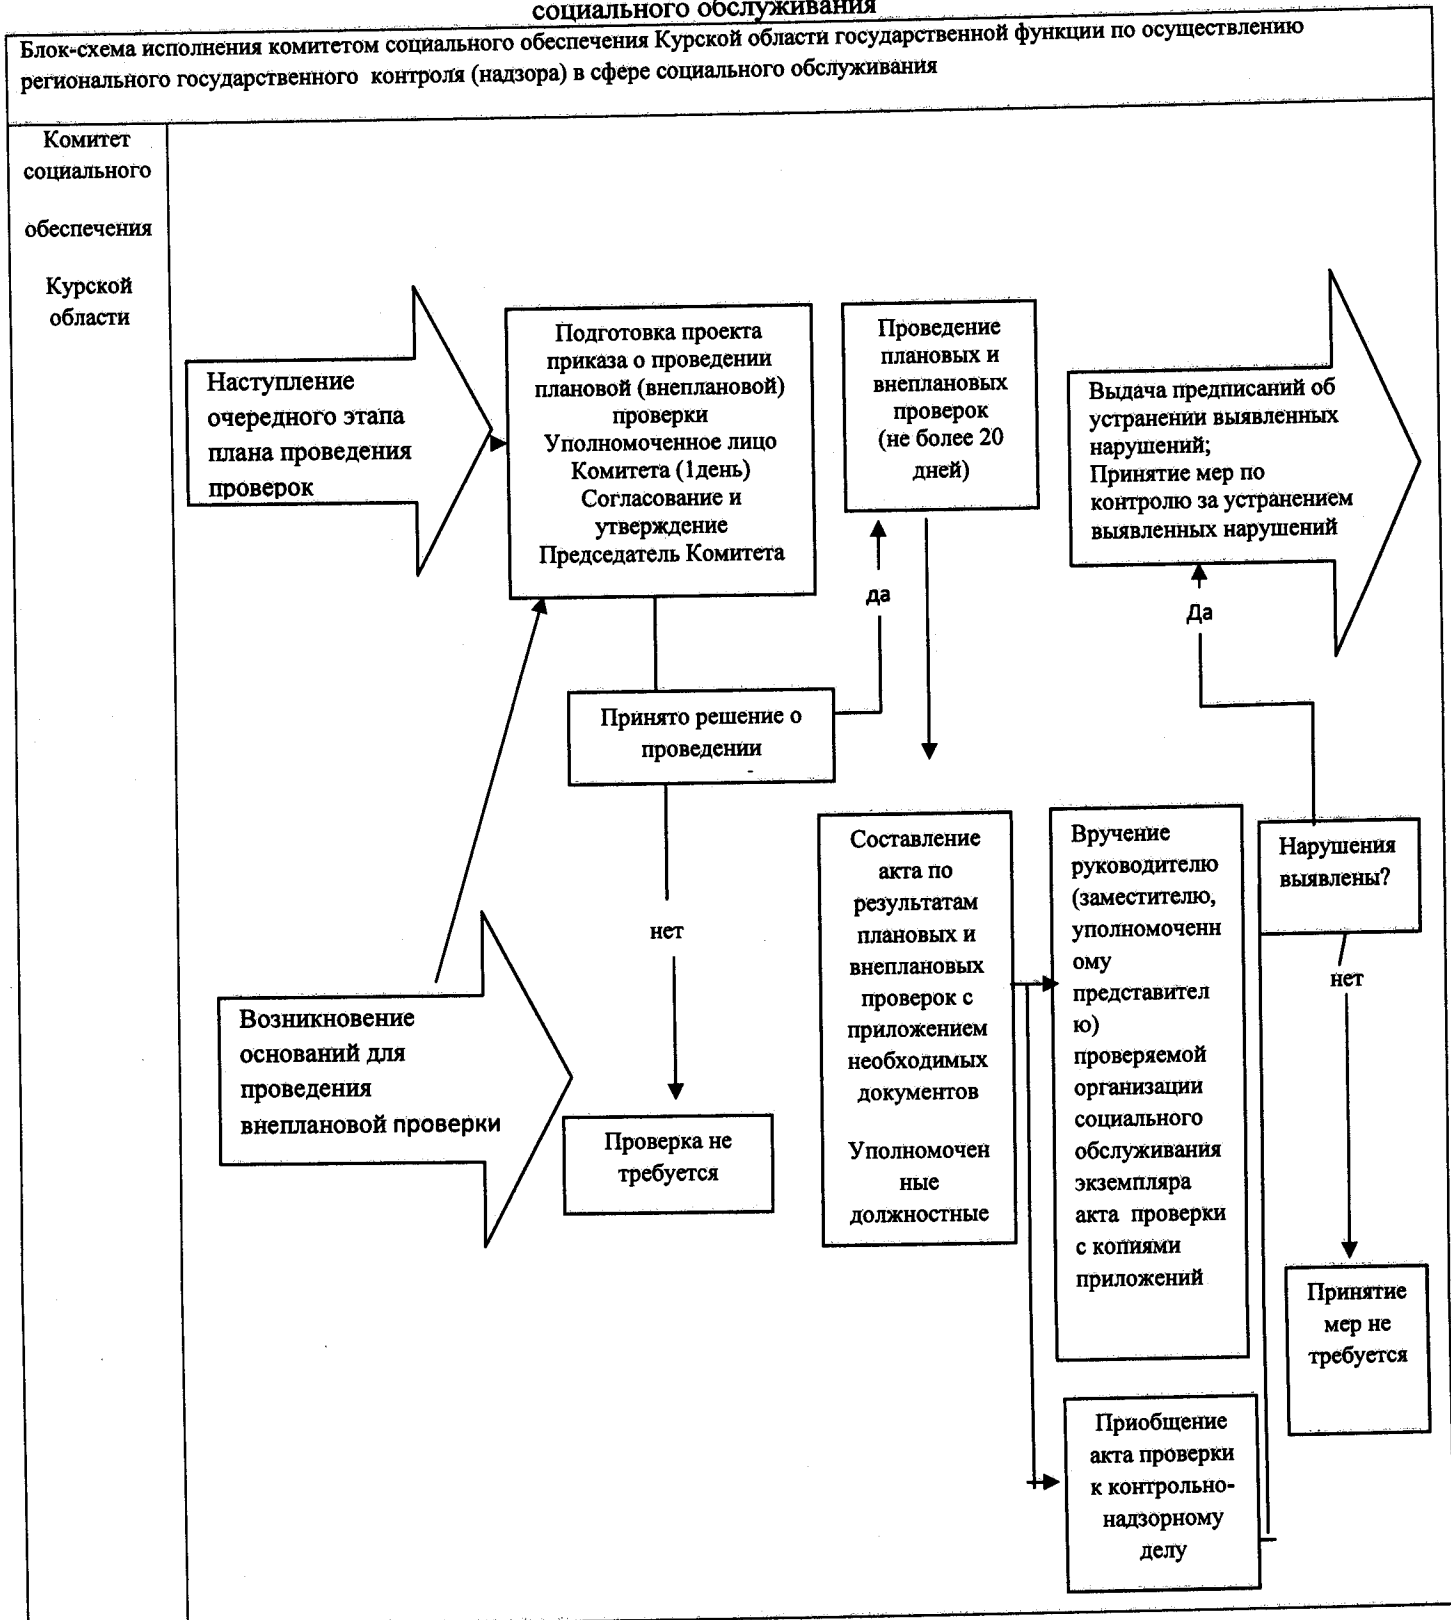 социального обслуживания
Блок-схема исполнения комитетом социального обеспечения Курской области государственной функции по осуществлению
регионального государственного контроля (надзора) в сфере социального обслуживания
Комитет
социального
обеспечения
Курской
области
Наступление
очередного этапа
плана проведения
проверок
Подготовка проекта
приказа о проведении
плановой (внеплановой)
проверки
Уполномоченное лицо
Комитета (1день)
Согласование и
утверждение
Председатель Комитета
Проведение
плановых и
внеплановых
проверок
(не более 20
дней)
Выдача предписаний об
устранении выявленных
нарушений;
Принятие мер по
контролю за устранением
выявленных нарушений
да
Да
Принято решение о
проведении
нет
Возникновение
оснований для
проведения
внеплановой проверки
Проверка не
требуется
Составление
акта по
результатам
плановых и
внеплановых
проверок с
приложением
необходимых
документов
Уполномочен
ные
должностные
Вручение
руководителю
(заместителю,
уполномоченн
ому
представител
ю)
проверяемой
организации
социального
обслуживания
экземпляра
акта проверки
с копиями
приложений
Нарушения
выявлены?
нет
Принятие
мер не
требуется
Приобщение
акта проверки
к контрольно-
надзорному
делу